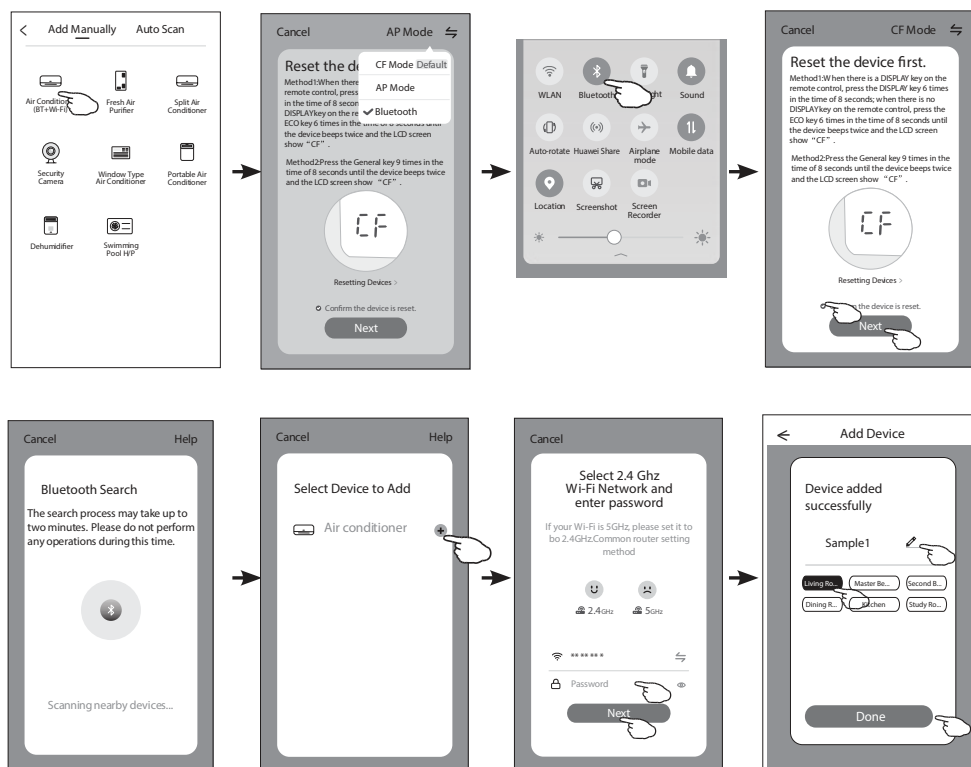 Add Manually Auto Scan
Air Condition
(BT+Wi-Fi)
Fresh Air
Purifier
Split Air
Conditioner
Security
Camera
Window Type
Air Conditioner
Portable Air
Conditioner
Dehumidifier
Swimming
Pool H/P
Cancel AP Mode
Reset the de
CF Mode Default
AP Mode
Bluetooth
Method1:When there
remote control, press
in the time of 8 secon
DISPLAYkey on the re
ECO key 6 times in the time of 8 seconds until
the device beeps twice and the LCD screen
show “CF”.
Method2:Press the General key 9 times in the
time of 8 seconds until the device beeps twice
and the LCD screen show “CF”.
CF
Resetting Devices >
Confirm the device is reset.
Next
WLAN Bluetooth ht Sound
Auto-rotate Huawei Share Airplane
mode Mobile data
Location Screenshot Screen
Recorder
Cancel CF Mode
Reset the device first.
Method1:When there is a DISPLAY key on the
remote control, press the DISPLAY key 6 times
in the time of 8 seconds; when there is no
DISPLAYkey on the remote control, press the
ECO key 6 times in the time of 8 seconds until
the device beeps twice and the LCD screen
show “CF”.
Method2:Press the General key 9 times in the
time of 8 seconds until the device beeps twice
and the LCD screen show “CF”.
CF
Resetting Devices >
the device is reset.
Next
Cancel Help
Bluetooth Search
The search process may take up to
two minutes. Please do not perform
any operations during this time.
Scanning nearby devices...
Cancel Help
Select Device to Add
Air conditioner
Cancel
Select 2.4 Ghz
Wi-Fi Network and
enter password
If your Wi-Fi is 5GHz, please set it to
bo 2.4GHz.Common router setting
method
2.4GHz 5GHz
** ** ** *
Password
Next
Add Device
Device added
successfully
Sample1
Living Ro... Master Be... Second B...
Dining R... Kitchen Study Ro...
Done